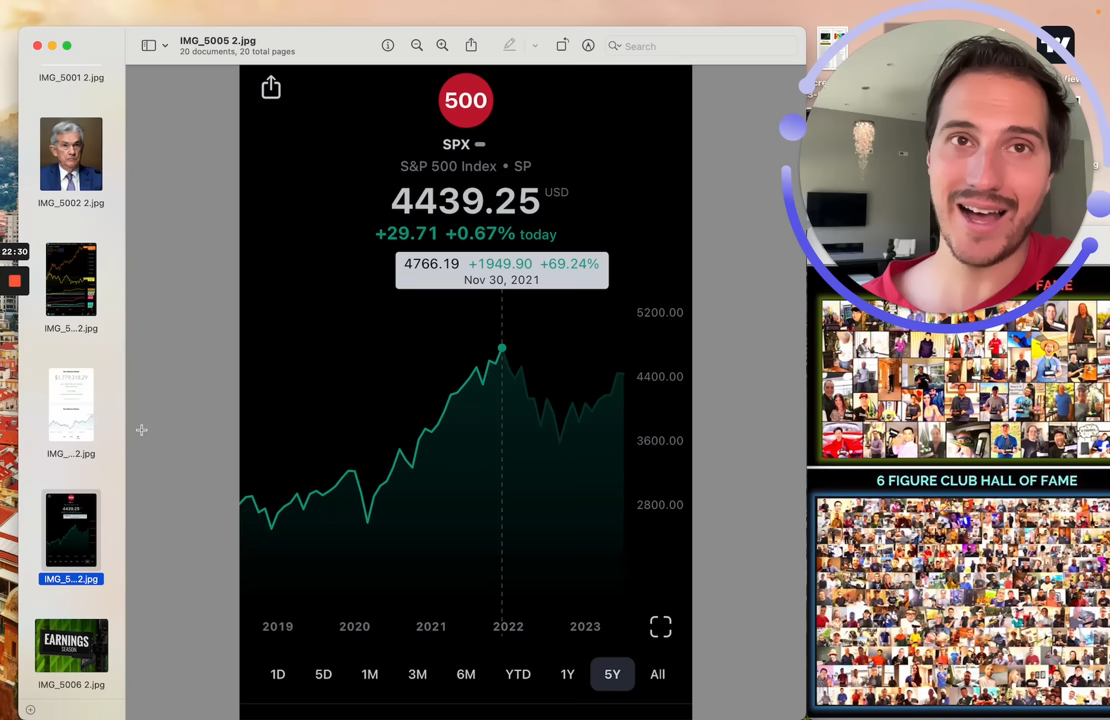 IMG_5001 2.jpg
IMG_5002 2.jpg
22:30
IMG_5...2.jpg
IMG_...2.jpg
IMG_5...2.jpg
EARNINGS
SEASON
IMG_5006 2.jpg
IMG_5005 2.jpg
20 documents, 20 total pages
Search
500
SPX
S&P 500 Index • SP
4439.25 USD
+29.71 +0.67% today
4766.19 +1949.90 +69.24%
Nov 30, 2021
5200.00
4400.00
3600.00
2800.00
2019 2020 2021 2022 2023
1D 5D 1M 3M 6M YTD 1Y 5Y All
FAME
6 FIGURE CLUB HALL OF FAME